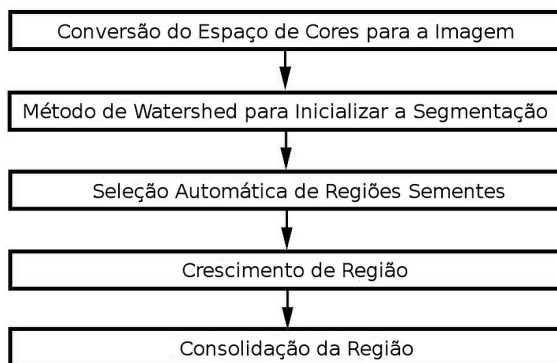 Conversão do Espaço de Cores para a Imagem
Método de Watershed para Inicializar a Segmentação
Seleção Automática de Regiões Sementes
Crescimento de Região
Consolidação da Região